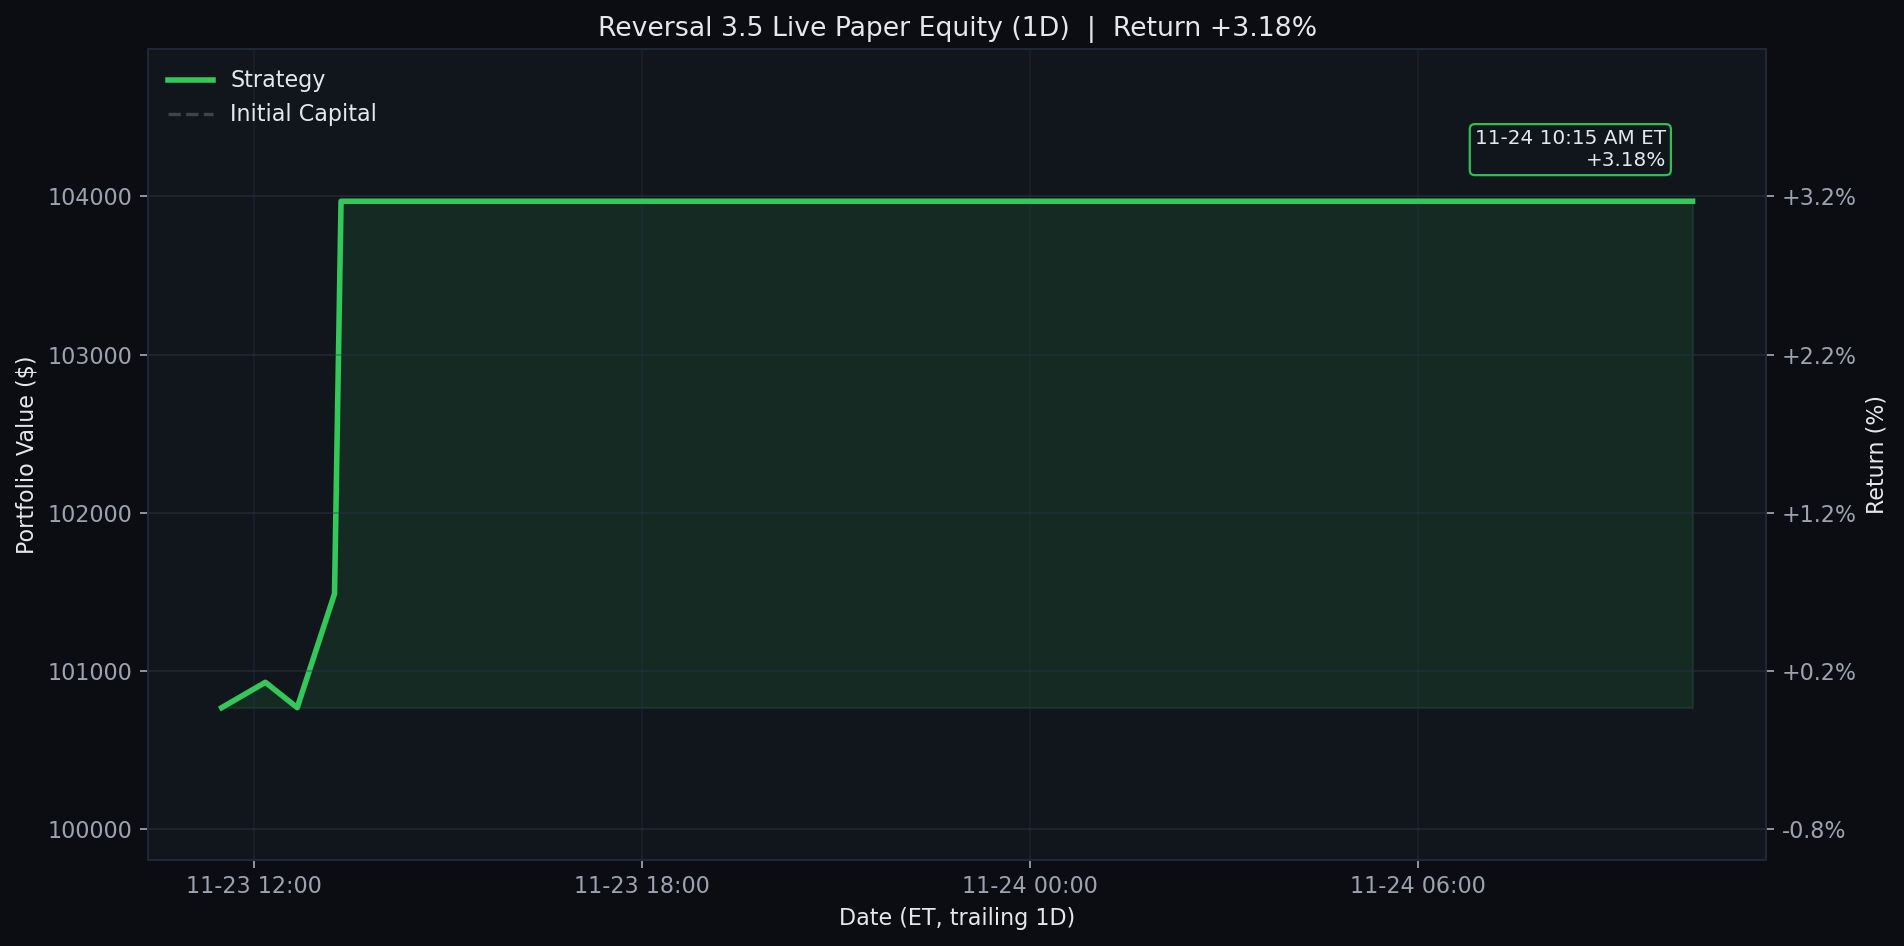 Reversal 3.5 Live Paper Equity (1D) | Return +3.18%
Strategy
Initial Capital
11-24 10:15 AM ET
+3.18%
Portfolio Value ($)
104000
103000
102000
101000
100000
+3.2%
+2.2%
+1.2%
+0.2%
-0.8%
Return (%)
11-23 12:00
11-23 18:00
11-24 00:00
11-24 06:00
Date (ET, trailing 1D)